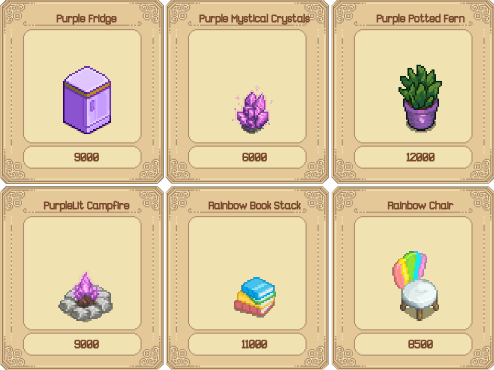 Purple Fridge
9000
Purple Mystical Crystals
6000
Purple Potted Fern
12000
PurpleLit Campfire
9000
Rainbow Book Stack
11000
Rainbow Chair
8500